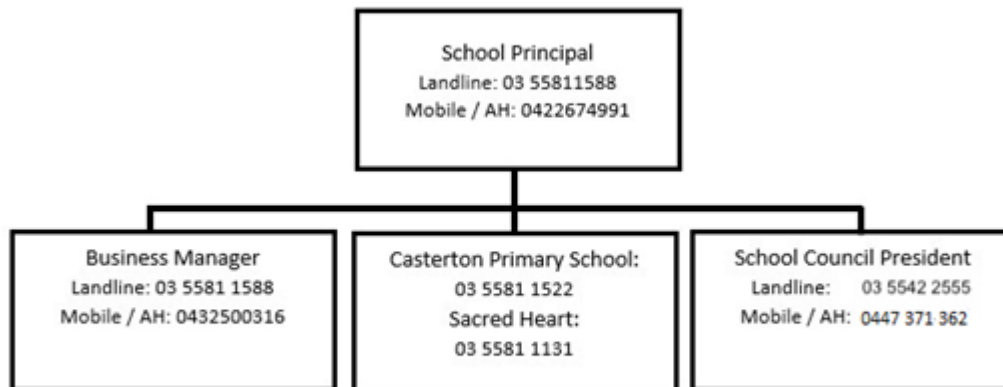 School Principal
Landline: 03 55811588
Mobile / AH: 0422674991
Business Manager
Landline: 03 5581 1588
Mobile / AH: 0432500316
Casterton Primary School:
03 5581 1522
Sacred Heart:
03 5581 1131
School Council President
Landline: 03 5542 2555
Mobile / AH: 0447 371 362